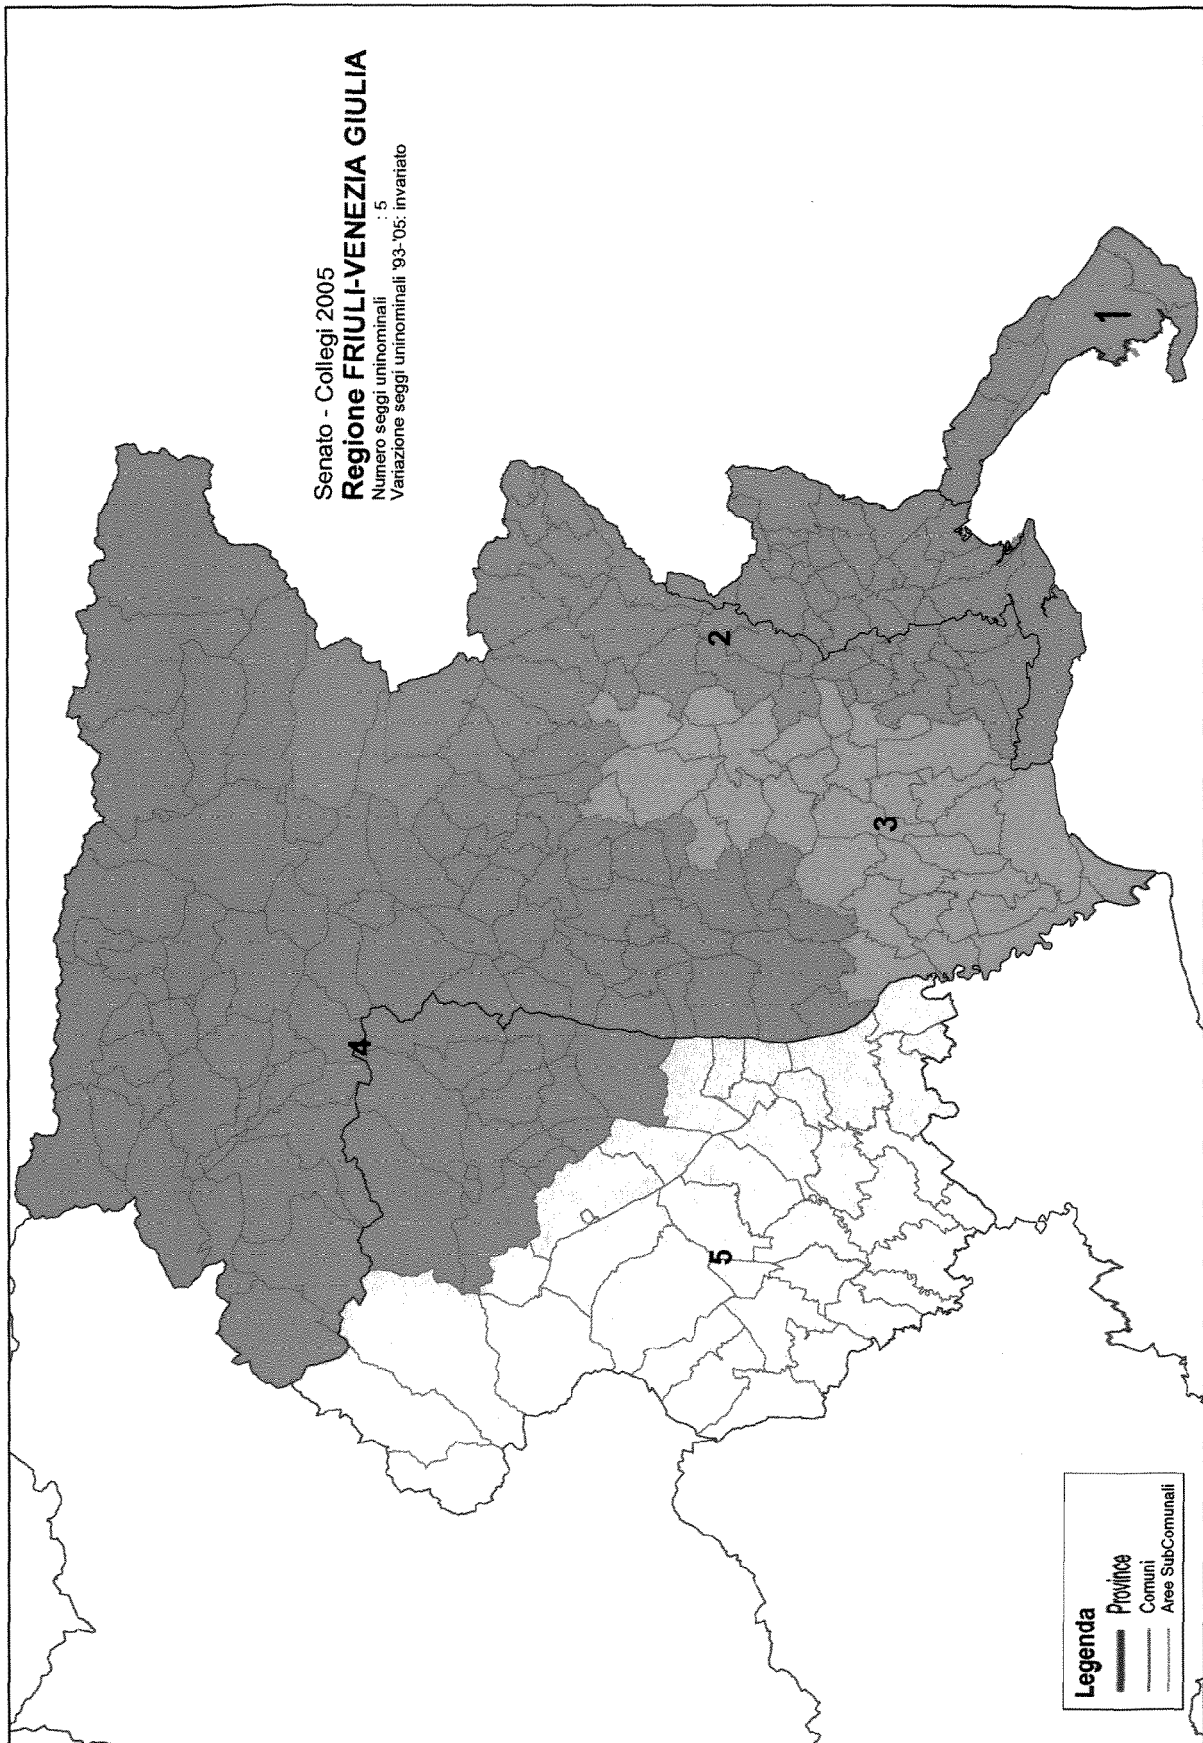 Senato - Collegi 2005
Regione FRIULI-VENEZIA GIULIA
Numero seggi uninominali : 5
Variazione seggi uninominali '93-'05: invariato
4
2
1
3
5
Legenda
Province
Comuni
Aree SubComunali